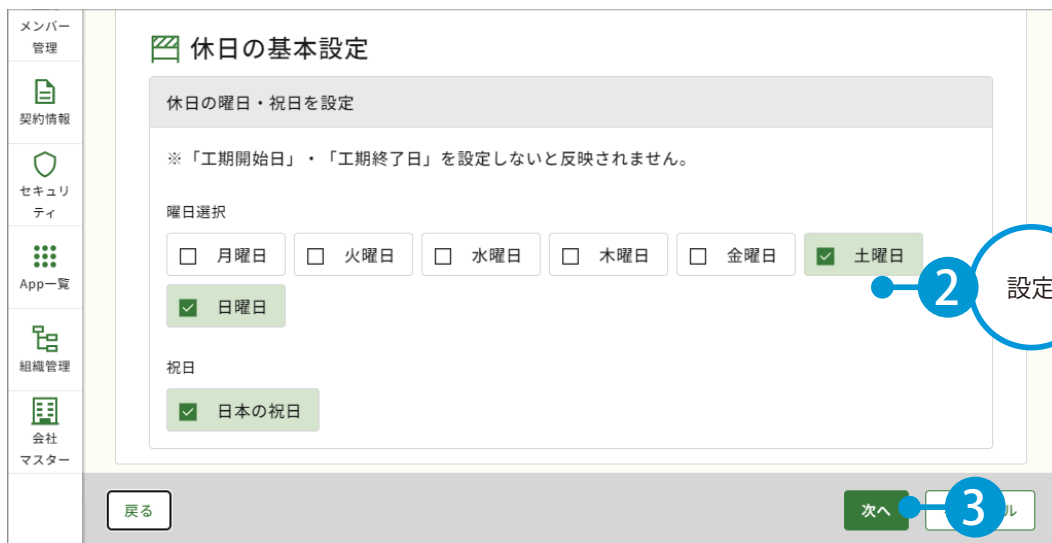 メンバー
管理
契約情報
セキュリ
ティ
App一覧
組織管理
会社
マスター
休日の基本設定
休日の曜日・祝日を設定
※「工期開始日」・「工期終了日」を設定しないと反映されません。
曜日選択
月曜日 火曜日 水曜日 木曜日 金曜日 土曜日
日曜日
2 設定
祝日
日本の祝日
戻る 次へ 3 ル